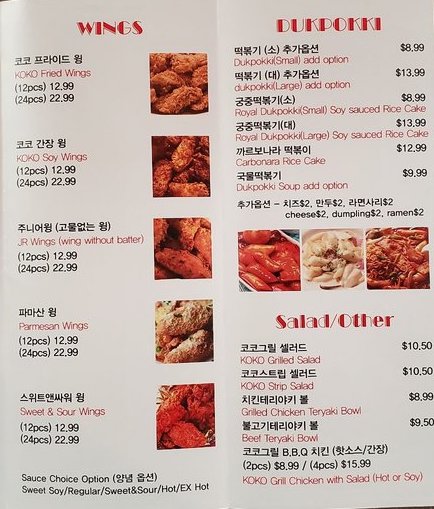 WINGS
코코 프라이드 윙
KOKO Fried Wings
(12pcs) 12.99
(24pcs) 22,99
코코 간장 윙
KOKO Soy Wings
(12pcs) 12.99
(24pcs) 22,99
주니어윙 (고물없는 윙)
JR Wings (wing without batter)
(12pcs) 12,99
(24pcs) 22,99
파마산 윙
Parmesan Wings
(12pcs) 12,99
(24pcs) 22,99
스위트앤싸워 윙
Sweet & Sour Wings
(12pcs) 12.99
(24pcs) 22,99
Sauce Choice Option (양념 옵션)
Sweet Soy/Regular/Sweet&Sour/Hot/EX Hot
DUKPOKKI
떡볶기 (소) 추가옵션 $8,99
Dukpokki(Small) add option
떡볶기 (대) 추가옵션 $13,99
dukpokki(Large) add option
궁중떡볶기(소) $8,99
Royal Dukpokki(Small) Soy sauced Rice Cake
궁중떡볶기(대) $13,99
Royal Dukpokki(Large) Soy sauced Rice Cake
까르보나라 떡볶이 $12,99
Carbonara Rice Cake
국물떡볶기 $9,99
Dukpokki Soup add option
추가옵션 - 치즈$2, 만두$2, 라면사리$2
cheese$2, dumpling$2, ramen$2
Salad/Other
코코그릴 셀러드 $10,50
KOKO Grilled Salad
코코스트립 셀러드 $10,50
KOKO Strip Salad
치킨테리야키 볼 $8,99
Grilled Chicken Teryaki Bowl
불고기테리야키 볼 $9,50
Beef Teryaki Bowl
코코그릴 B,B,Q 치킨 (핫소스/간장)
(2pcs) $8.99 / (4pcs) $15.99
KOKO Grill Chicken with Salad (Hot or Soy)